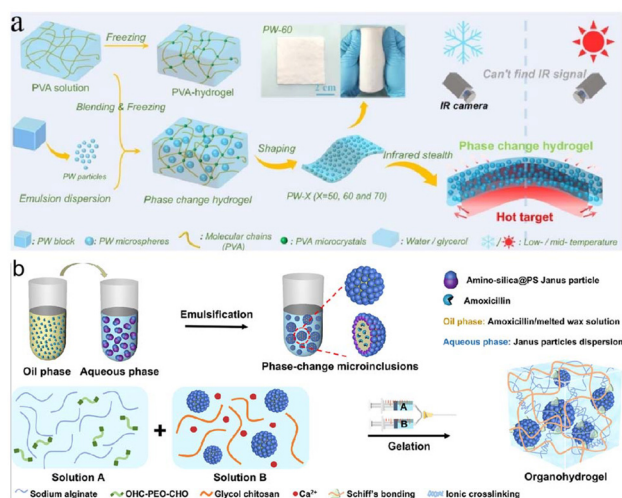 a
Freezing
PVA solution
PVA-hydrogel
Blending & Freezing
PW-60
2 cm
Can't find IR signal
IR camera
PW particles
Emulsion dispersion
Phase change hydrogel
Shaping
PW-X (X=50, 60 and 70)
Infrared stealth
Phase change hydrogel
Hot target
: PW block
: PW microspheres
: Molecular chains (PVA)
: PVA microcrystals
: Water / glycerol
: Low- / mid- temperature
b
Oil phase
Aqueous phase
Emulsification
Phase-change microinclusions
Amino-silica@PS Janus particle
Amoxicillin
Oil phase: Amoxicillin/melted wax solution
Aqueous phase: Janus particles dispersion
Solution A
+
Solution B
A
B
Gelation
Organohydrogel
Sodium alginate
OHC-PEO-CHO
Glycol chitosan
Ca²⁺
Schiff's bonding
Ionic crosslinking